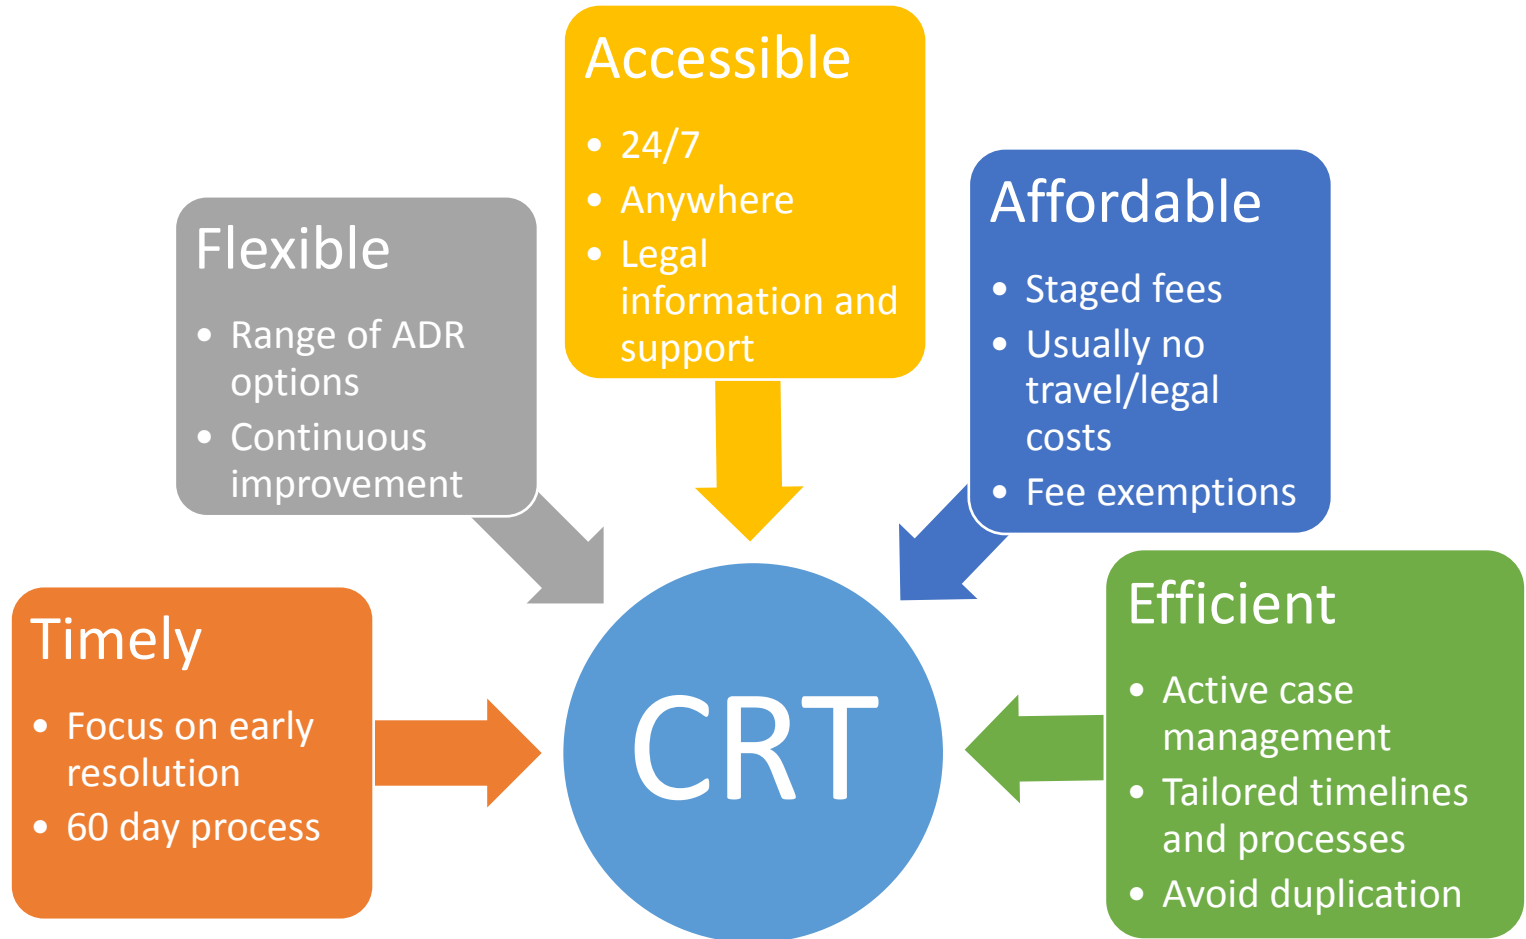 Accessible
• 24/7
• Anywhere
• Legal
information and
support
Flexible
• Range of ADR
options
• Continuous
improvement
Affordable
• Staged fees
• Usually no
travel/legal
costs
• Fee exemptions
Timely
• Focus on early
resolution
• 60 day process
Efficient
• Active case
management
• Tailored timelines
and processes
• Avoid duplication
CRT